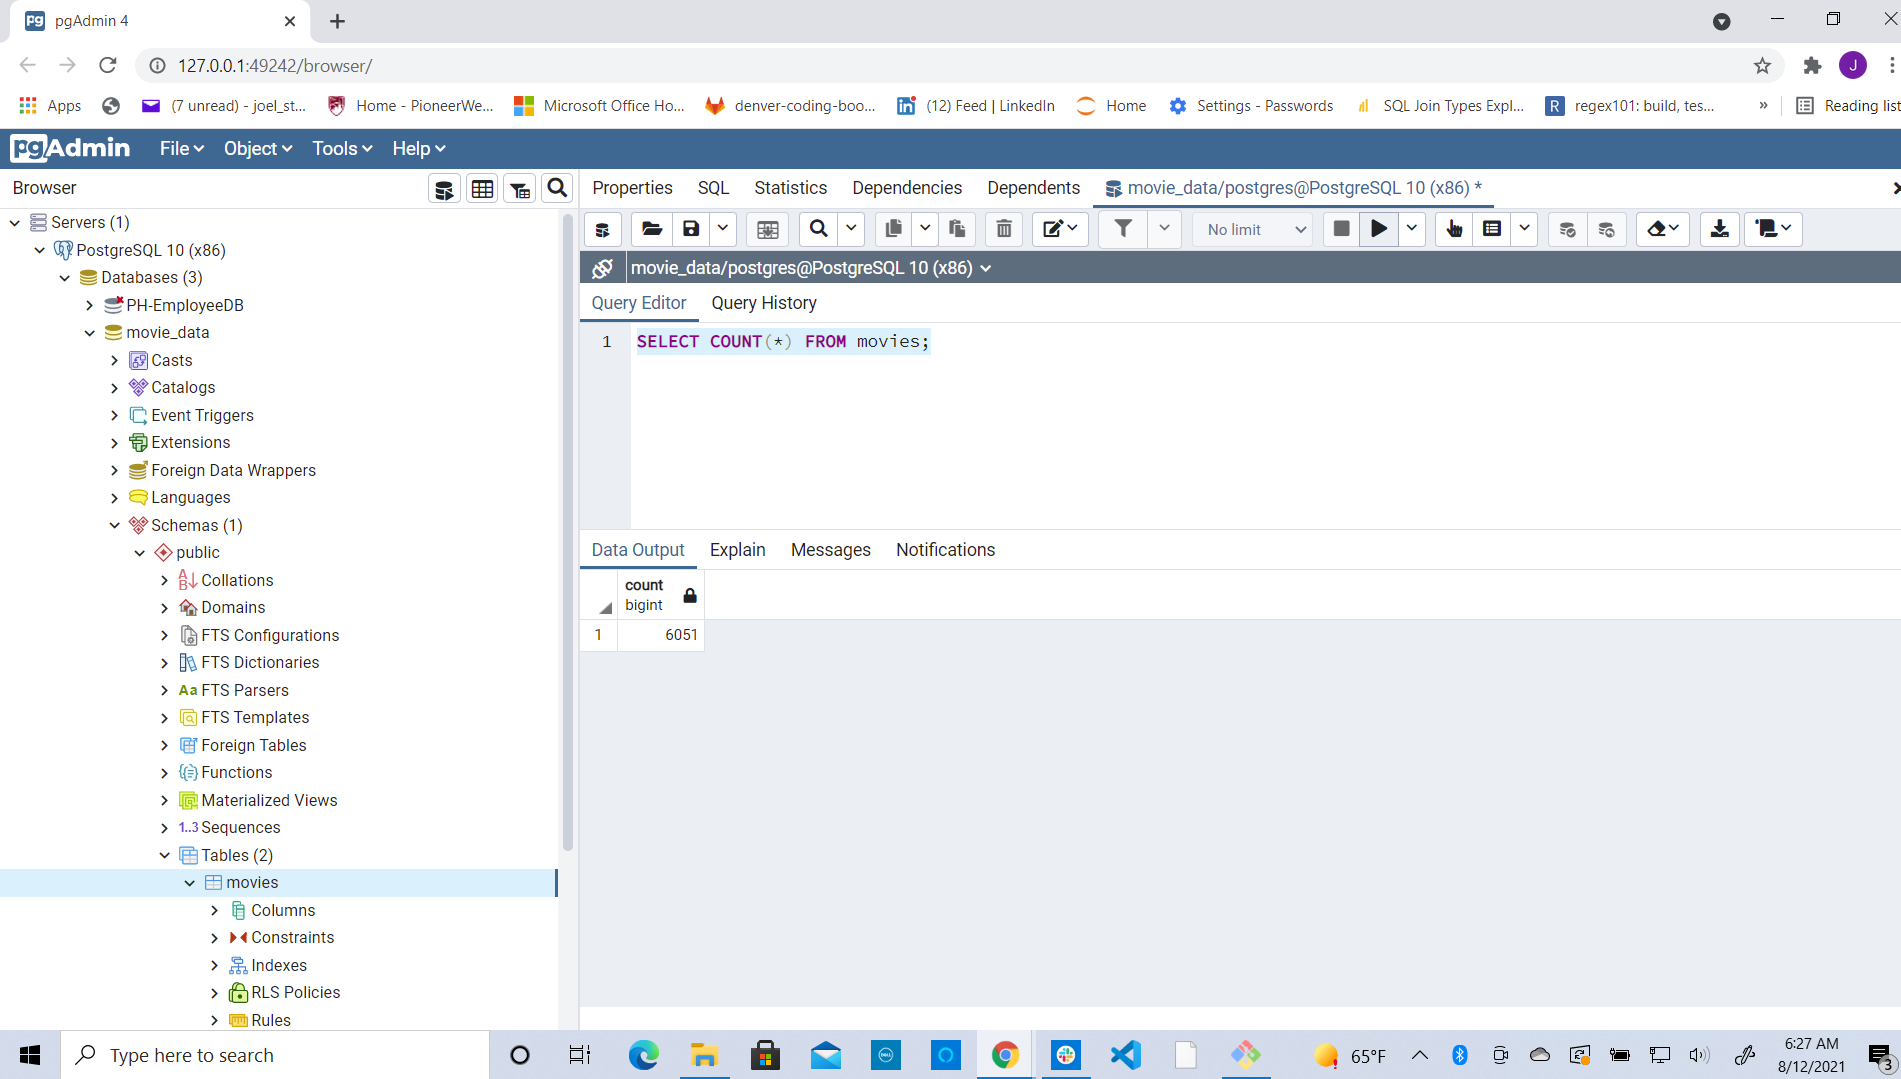 pgAdmin 4
127.0.0.1:49242/browser/
Apps
(7 unread) - joel_st...
Home - PioneerWe...
Microsoft Office Ho...
denver-coding-boo...
(12) Feed | LinkedIn
Home
Settings - Passwords
SQL Join Types Expl...
R regex101: build, tes...
»
Reading list
J
pgAdmin File Object Tools Help
Browser
Properties SQL Statistics Dependencies Dependents movie_data/postgres@PostgreSQL 10 (x86) *
No limit
movie_data/postgres@PostgreSQL 10 (x86)
Query Editor Query History
1 SELECT COUNT(*) FROM movies;
Data Output Explain Messages Notifications
count
bigint
1 6051
Servers (1)
PostgreSQL 10 (x86)
Databases (3)
PH-EmployeeDB
movie_data
Casts
Catalogs
Event Triggers
Extensions
Foreign Data Wrappers
Languages
Schemas (1)
public
Collations
Domains
FTS Configurations
FTS Dictionaries
Aa FTS Parsers
FTS Templates
Foreign Tables
Functions
Materialized Views
1..3 Sequences
Tables (2)
movies
Columns
Constraints
Indexes
RLS Policies
Rules
Type here to search
65°F
6:27 AM
8/12/2021
3